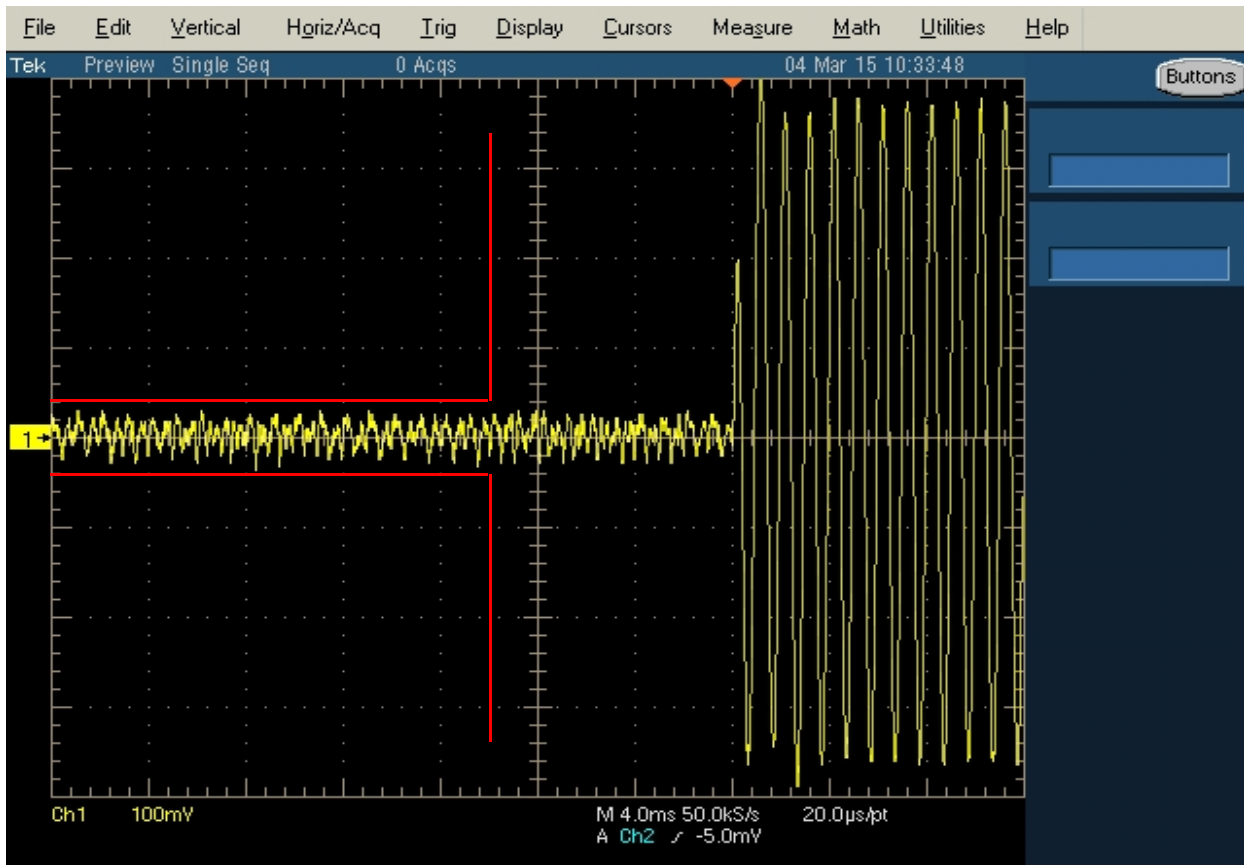 File Edit Vertical Horiz/Acq Trig Display Cursors Measure Math Utilities Help
Tek Preview Single Seq 0 Acqs 04 Mar 15 10:33:48
Buttons
1
Ch1 100mV M 4.0ms 50.0kS/s 20.0µs/pt
A Ch2 -5.0mV